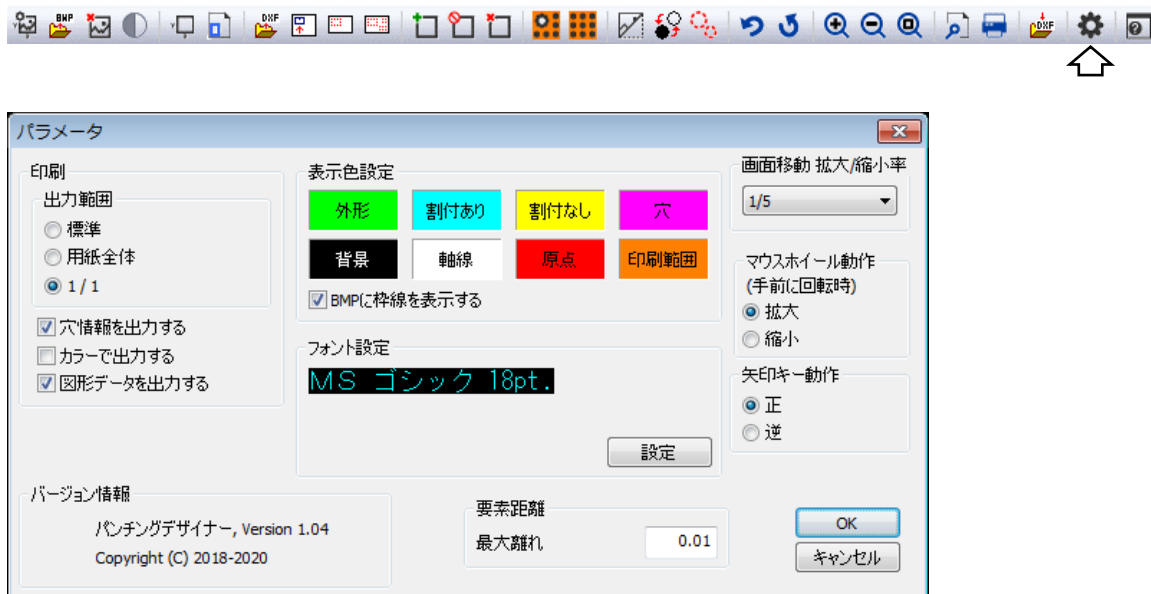 BMP
DXF
DXF
パラメータ
印刷
出力範囲
標準
用紙全体
1 / 1
穴情報を出力する
カラーで出力する
図形データを出力する
表示色設定
外形 割付あり 割付なし 穴
背景 軸線 原点 印刷範囲
BMPに枠線を表示する
フォント設定
ＭＳ ゴシック 18pt.
設定
画面移動 拡大/縮小率
1/5
マウスホイール動作
(手前に回転時)
拡大
縮小
矢印キー動作
正
逆
バージョン情報
パンチングデザイナー, Version 1.04
Copyright (C) 2018-2020
要素距離
最大離れ 0.01
OK
キャンセル